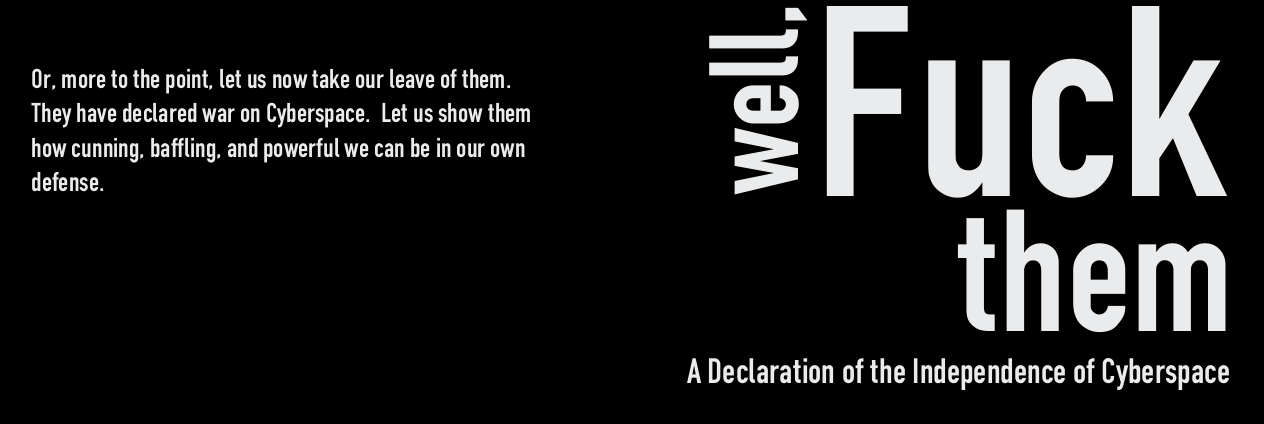 Or, more to the point, let us now take our leave of them.
They have declared war on Cyberspace.  Let us show them
how cunning, baffling, and powerful we can be in our own
defense.
well,
Fuck
them
A Declaration of the Independence of Cyberspace